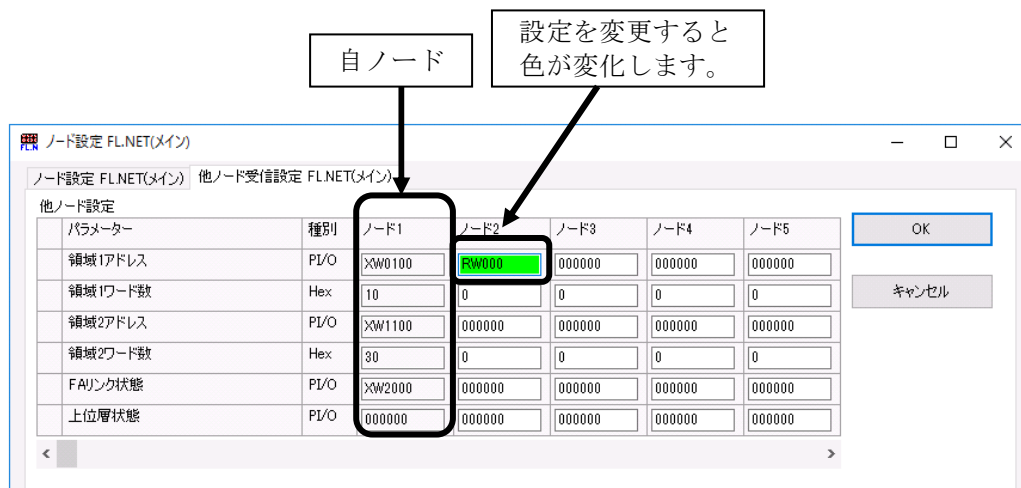 自ノード
設定を変更すると
色が変化します。
FL.N ノード設定 FL.NET(メイン)
ノード設定 FL.NET(メイン) 他ノード受信設定 FL.NET(メイン)
他ノード設定
パラメーター 種別 ノード1 ノード2 ノード3 ノード4 ノード5
領域1アドレス PI/O XW0100 RW000 000000 000000 000000
領域1ワード数 Hex 10 0 0 0 0
領域2アドレス PI/O XW1100 000000 000000 000000 000000
領域2ワード数 Hex 30 0 0 0 0
FAリンク状態 PI/O XW2000 000000 000000 000000 000000
上位層状態 PI/O 000000 000000 000000 000000 000000
OK
キャンセル